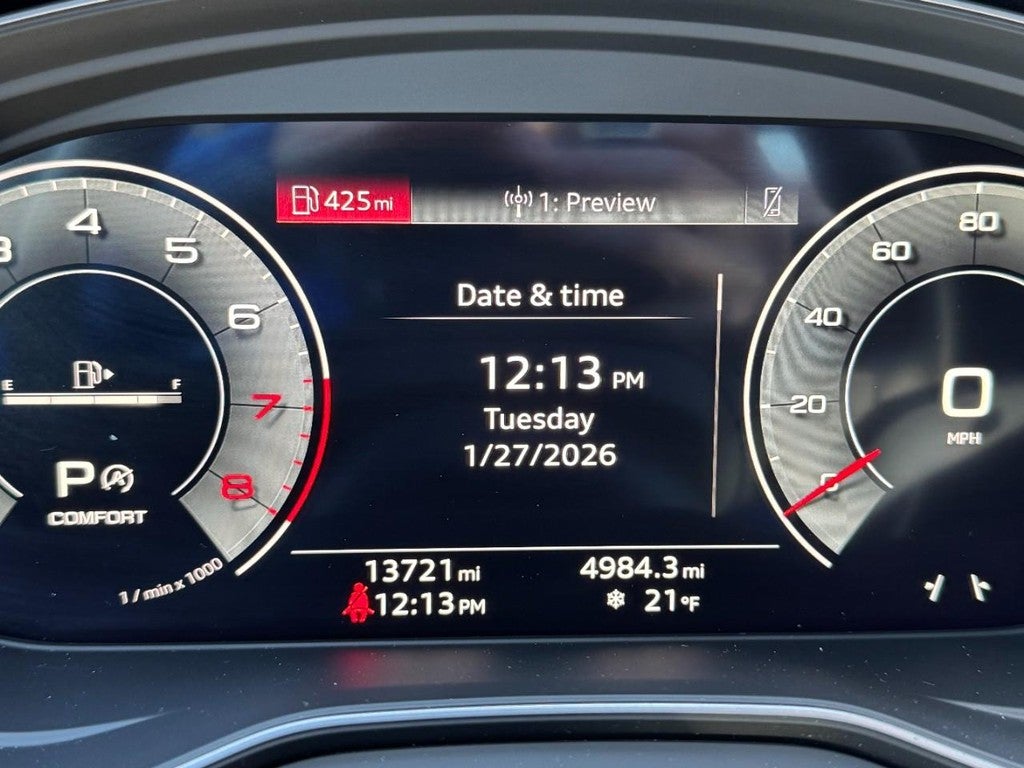 425 mi
1: Preview
Date & time
12:13 PM
Tuesday
1/27/2026
3 4 5 6 7 8
1 / min x 1000
E F
P A
COMFORT
0 20 40 60 80
0
MPH
13721 mi
4984.3 mi
12:13 PM
21°F